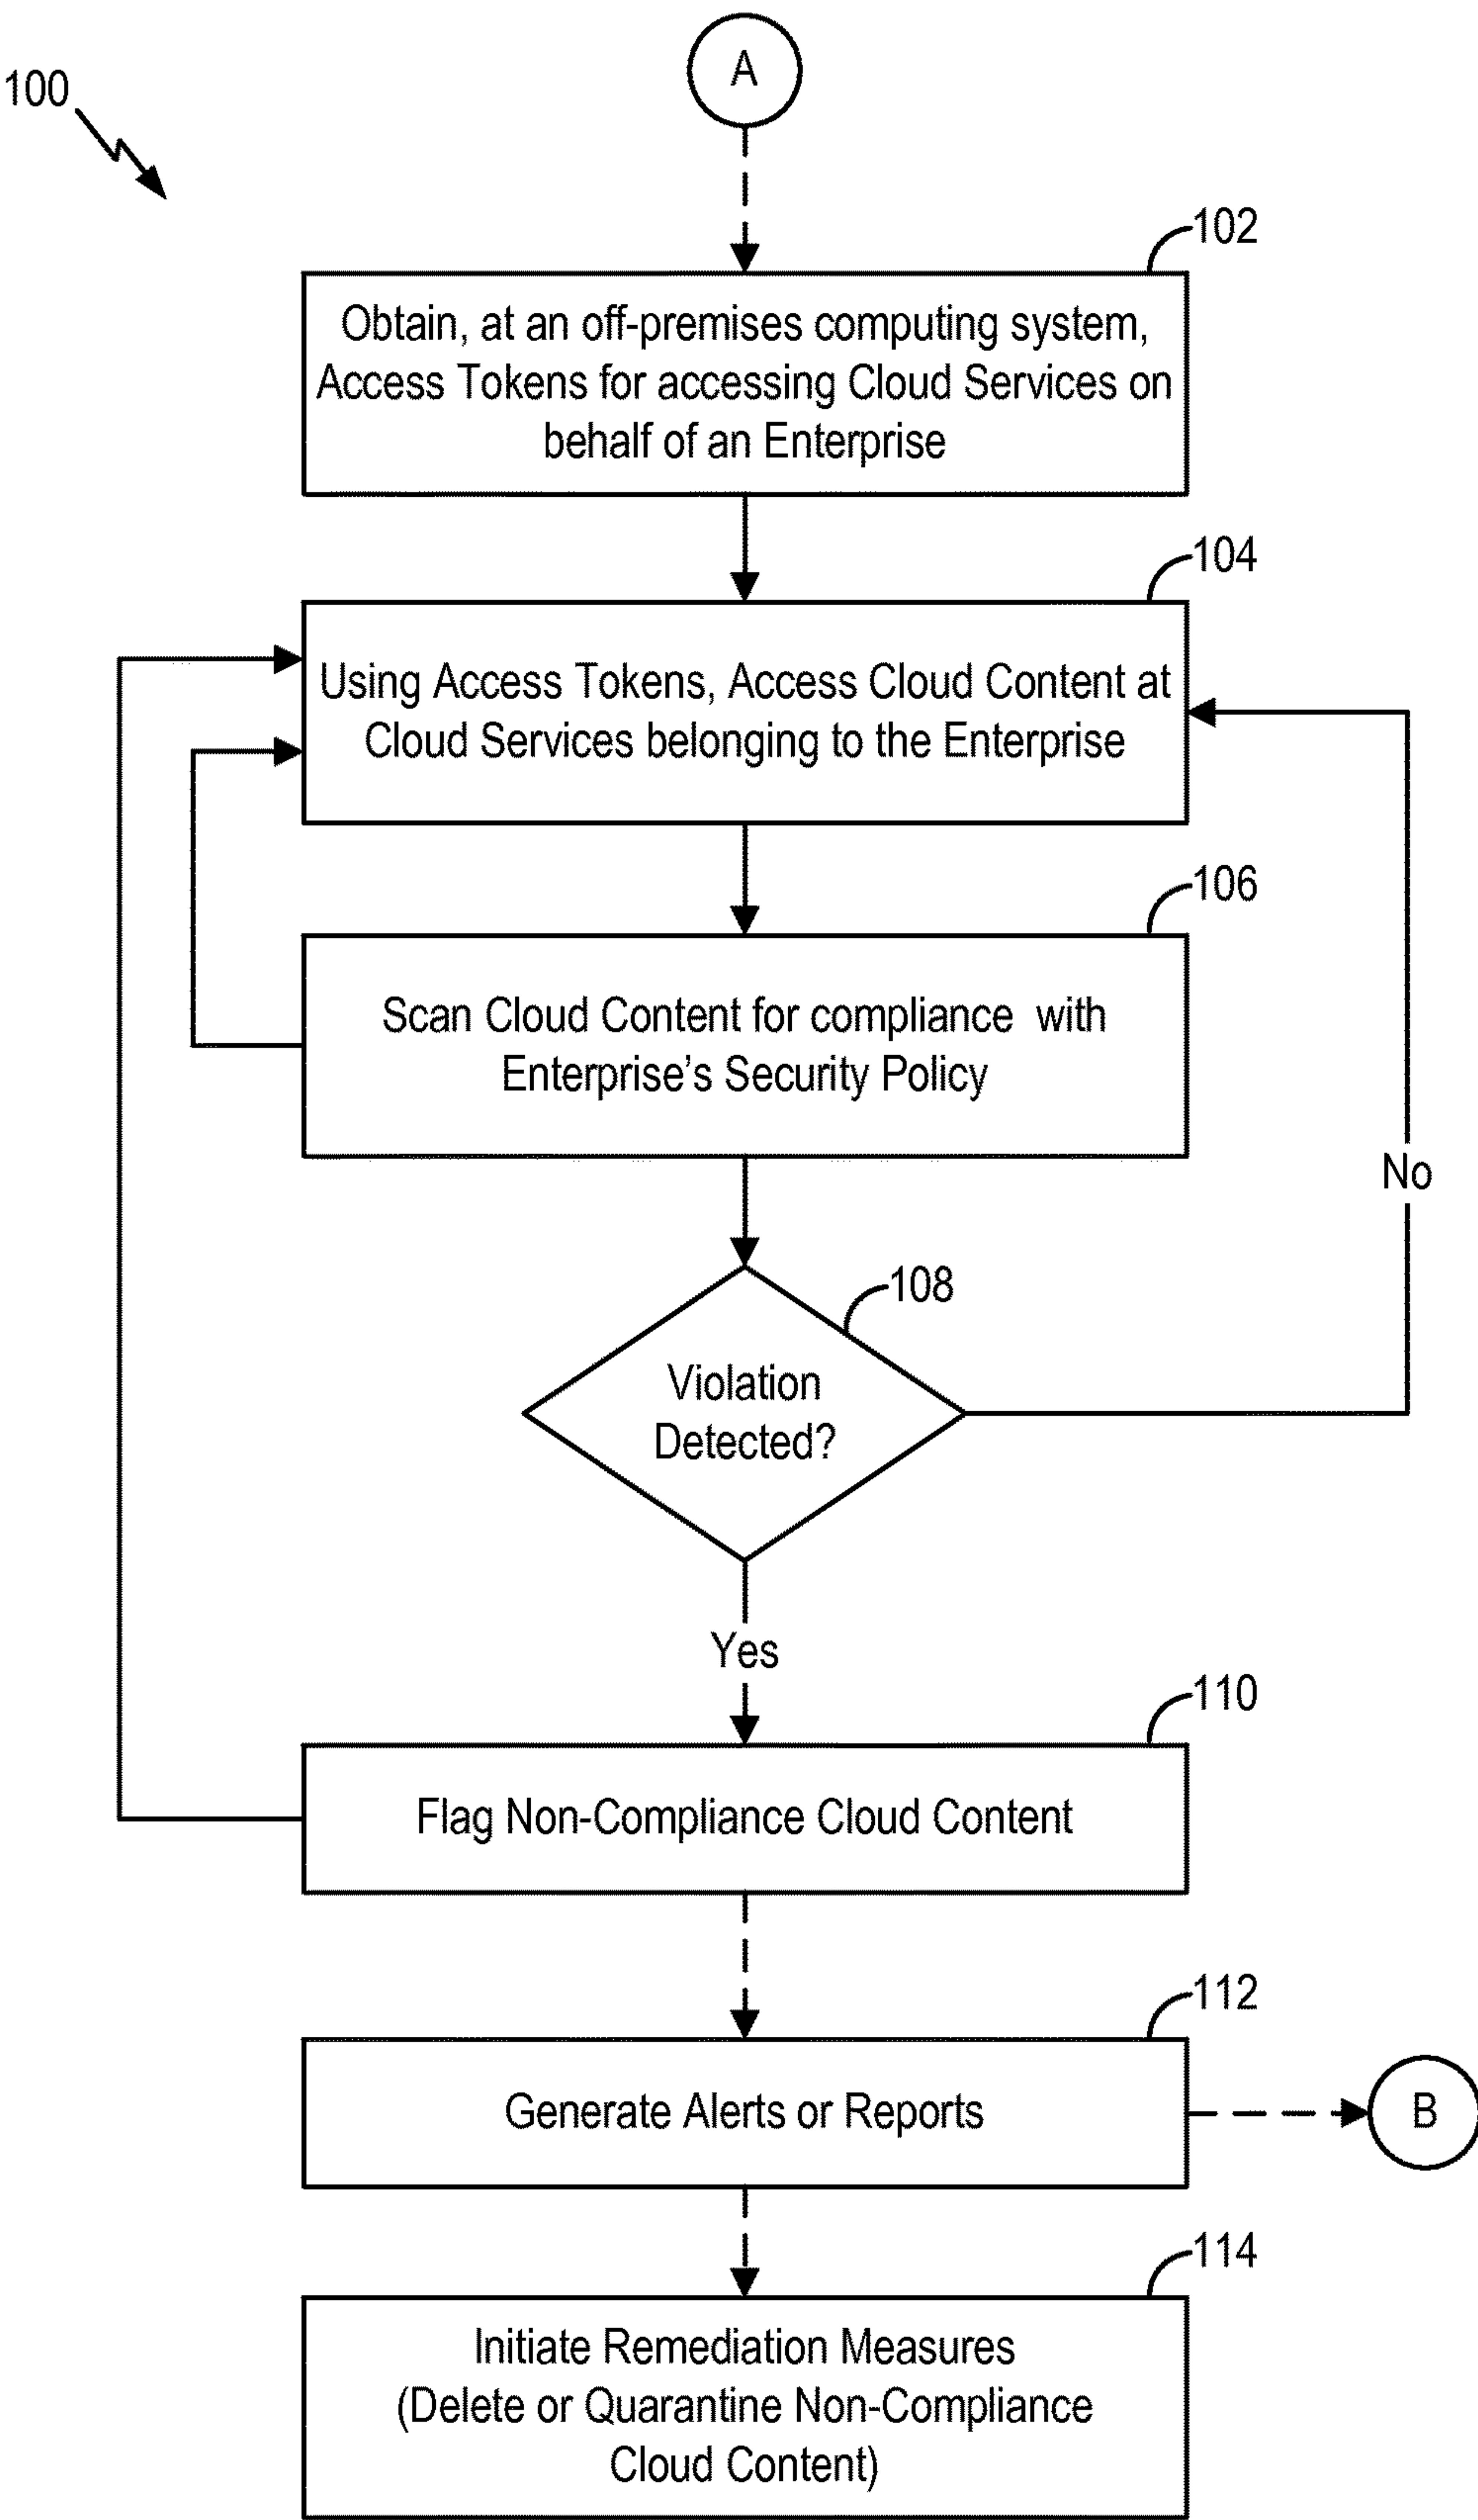 A
100
102
Obtain, at an off-premises computing system,
Access Tokens for accessing Cloud Services on
behalf of an Enterprise
104
Using Access Tokens, Access Cloud Content at
Cloud Services belonging to the Enterprise
106
Scan Cloud Content for compliance with
Enterprise's Security Policy
No
108
Violation
Detected?
Yes
110
Flag Non-Compliance Cloud Content
112
Generate Alerts or Reports
B
114
Initiate Remediation Measures
(Delete or Quarantine Non-Compliance
Cloud Content)